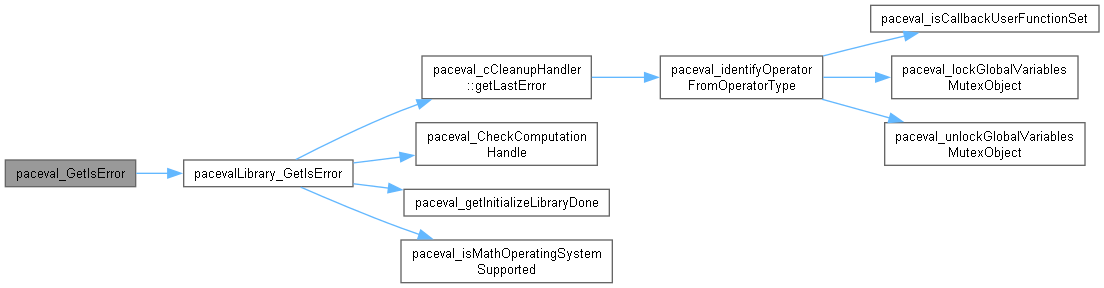 paceval_GetIsError
pacevalLibrary_GetIsError
paceval_cCleanupHandler
::getLastError
paceval_CheckComputation
Handle
paceval_getInitializeLibraryDone
paceval_isMathOperatingSystem
Supported
paceval_identifyOperator
FromOperatorType
paceval_isCallbackUserFunctionSet
paceval_lockGlobalVariables
MutexObject
paceval_unlockGlobalVariables
MutexObject